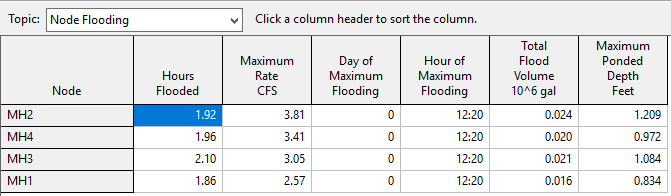 Topic: Node Flooding Click a column header to sort the column.
Node Hours Flooded Maximum Rate CFS Day of Maximum Flooding Hour of Maximum Flooding Total Flood Volume 10^6 gal Maximum Ponded Depth Feet
MH2 1.92 3.81 0 12:20 0.024 1.209
MH4 1.96 3.41 0 12:20 0.020 0.972
MH3 2.10 3.05 0 12:20 0.021 1.084
MH1 1.86 2.57 0 12:20 0.016 0.834